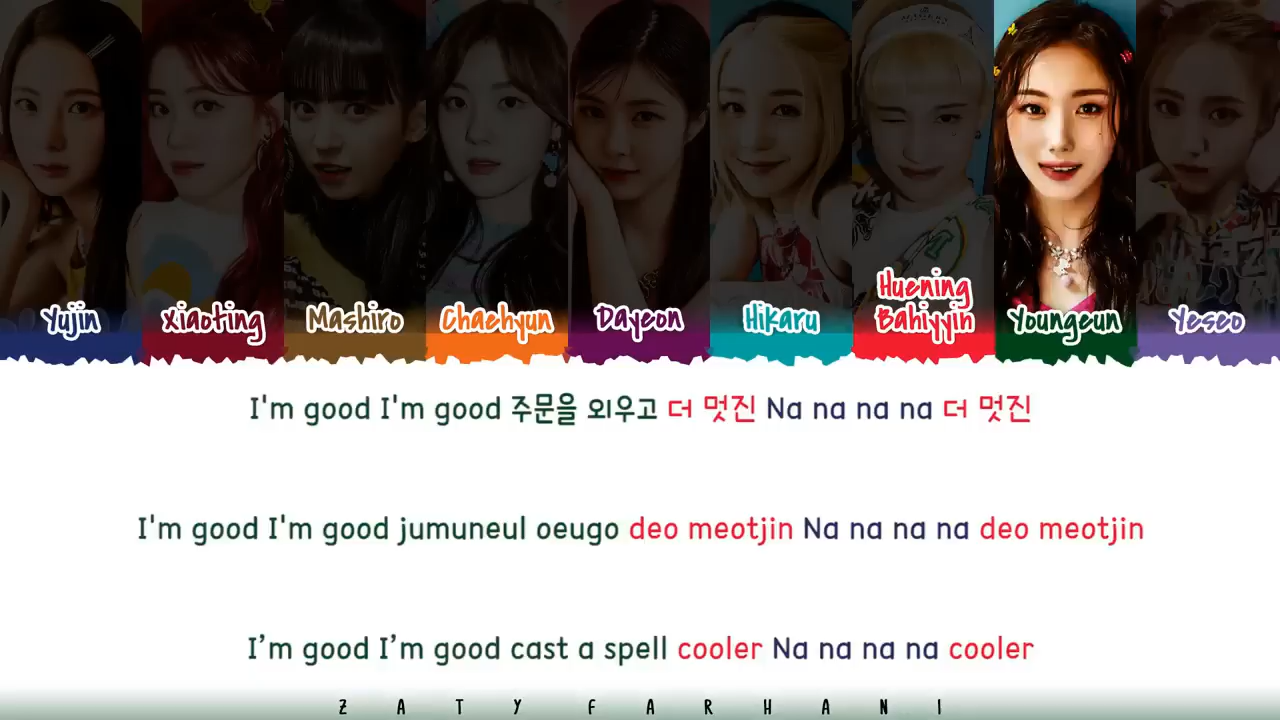 Yujin
Xiaoting
Mashiro
Chaehyun
Dayeon
Hikaru
Huening
Bahiyyih
Youngeun
Yeseo
I'm good I'm good 주문을 외우고 더 멋진 Na na na na 더 멋진
I'm good I'm good jumuneul oeugo deo meotjin Na na na na deo meotjin
I’m good I’m good cast a spell cooler Na na na na cooler
ZATY FARHANI